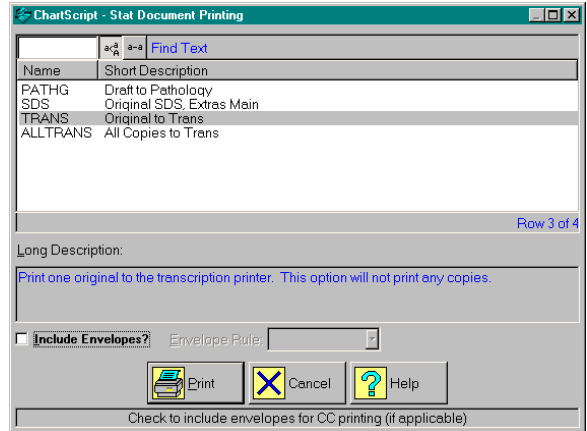 ChartScript - Stat Document Printing
Find Text
Name Short Description
PATHG Draft to Pathology
SDS Original SDS, Extras Main
TRANS Original to Trans
ALLTRANS All Copies to Trans
Row 3 of 4
Long Description:
Print one original to the transcription printer. This option will not print any copies.
Include Envelopes? Envelope Rule:
Print Cancel ? Help
Check to include envelopes for CC printing (if applicable)